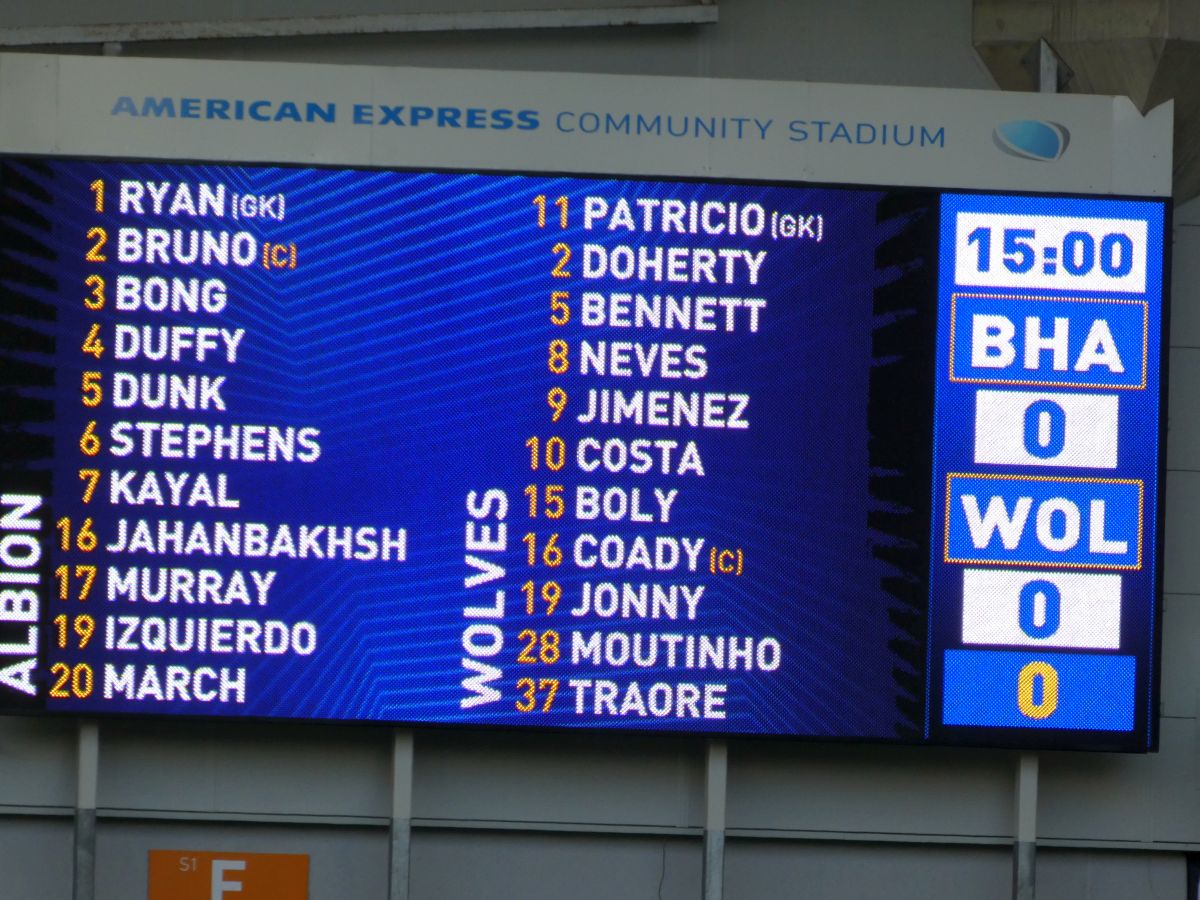 AMERICAN EXPRESS COMMUNITY STADIUM
ALBION
1 RYAN (GK)
2 BRUNO (C)
3 BONG
4 DUFFY
5 DUNK
6 STEPHENS
7 KAYAL
16 JAHANBAKHSH
17 MURRAY
19 IZQUIERDO
20 MARCH
WOLVES
11 PATRICIO (GK)
2 DOHERTY
5 BENNETT
8 NEVES
9 JIMENEZ
10 COSTA
15 BOLY
16 COADY (C)
19 JONNY
28 MOUTINHO
37 TRAORE
15:00
BHA
0
WOL
0
0
S1
F